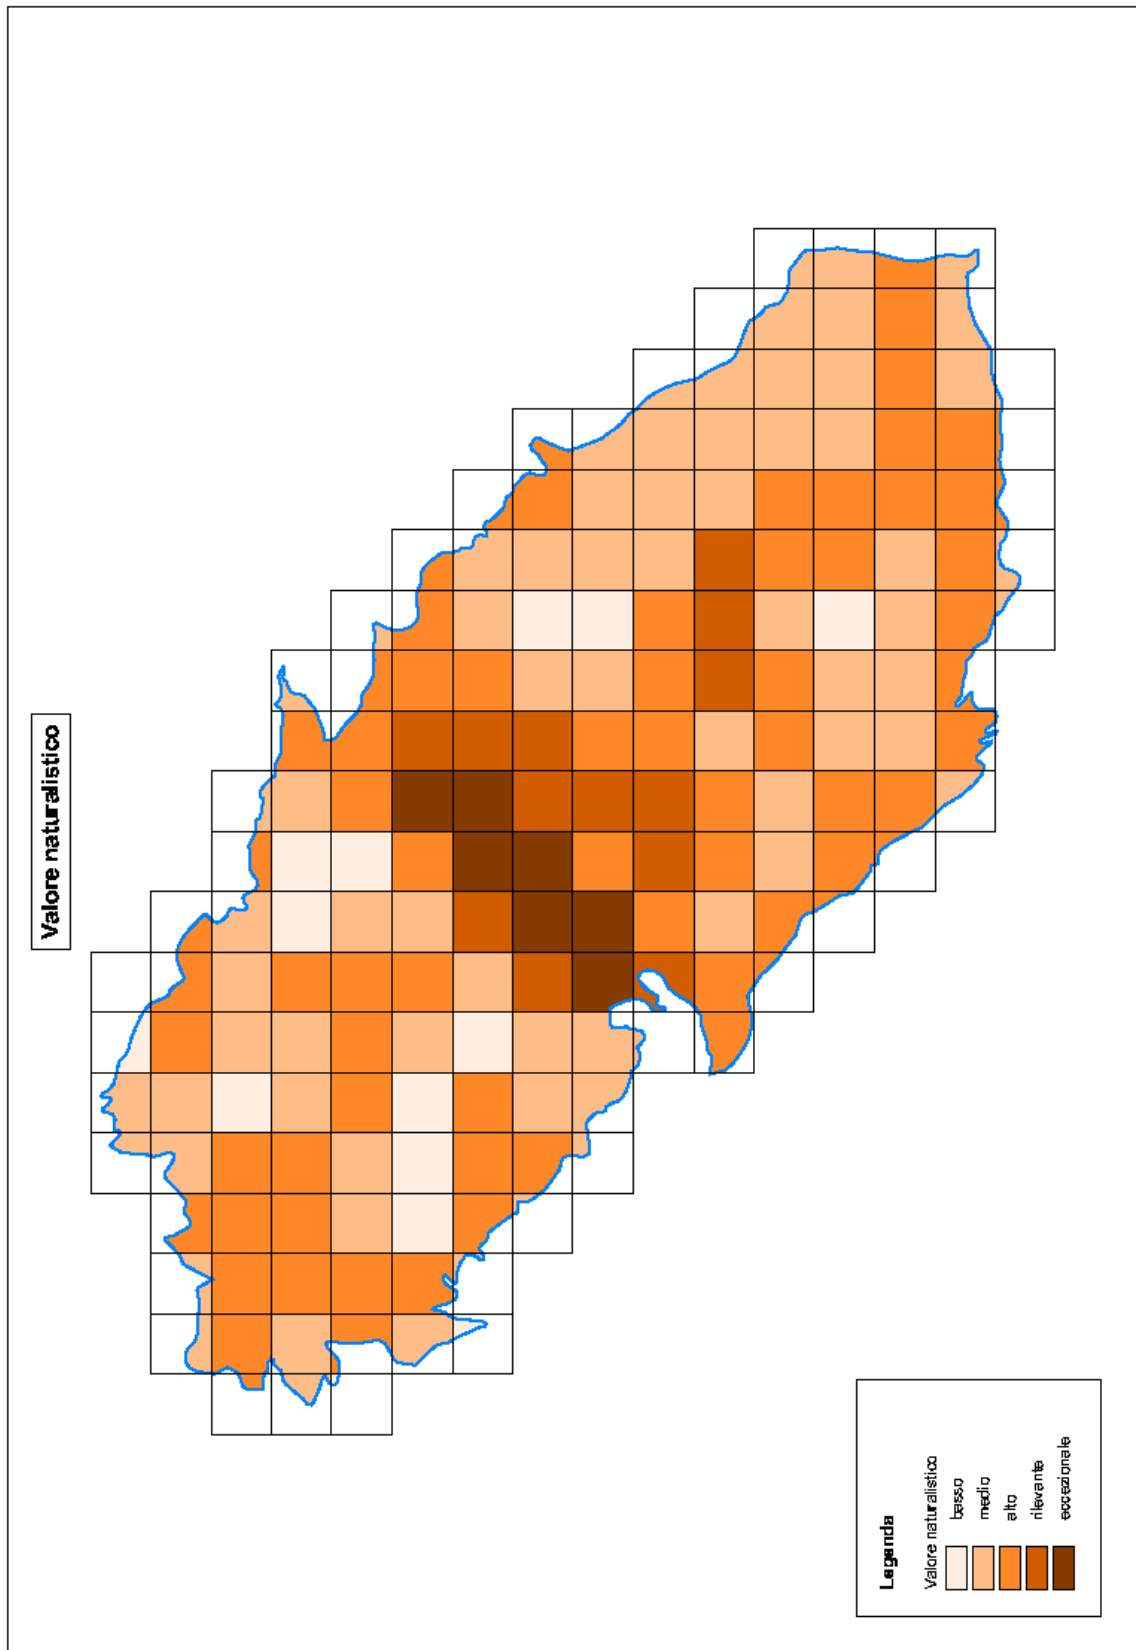 Valore naturalistico
Legenda
Valore naturalistico
basso
medio
alto
rilevante
eccezionale